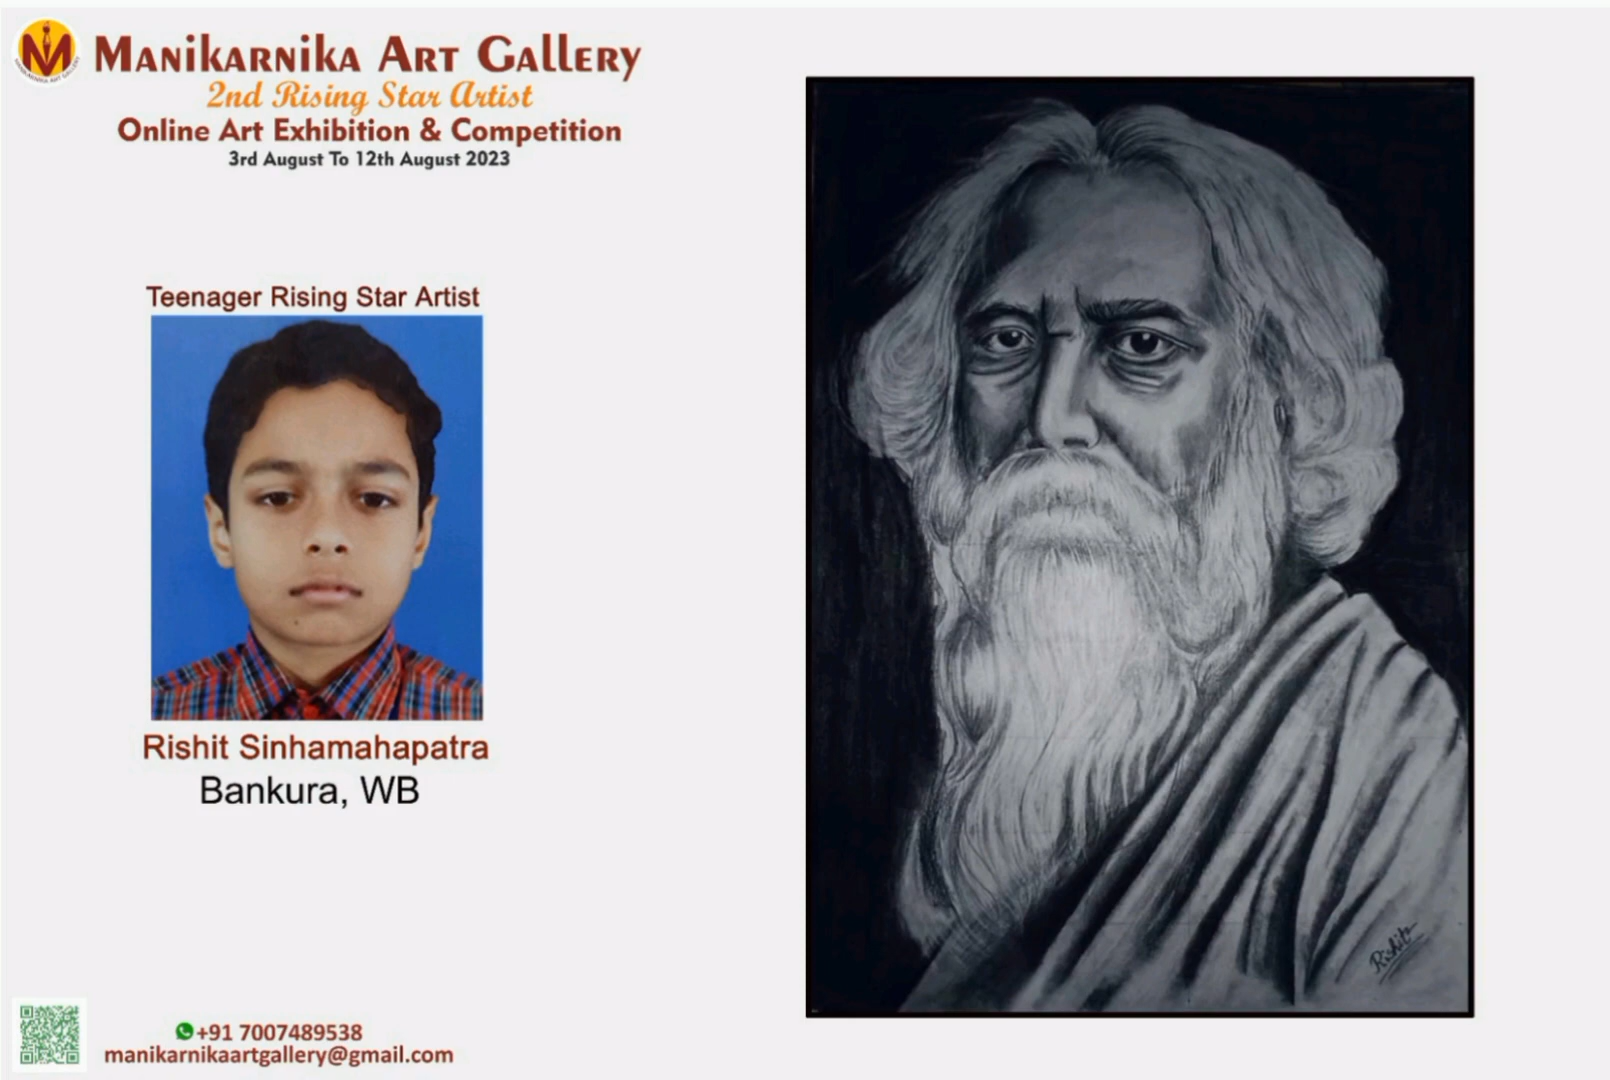 Manikarnika Art Gallery
2nd Rising Star Artist
Online Art Exhibition & Competition
3rd August To 12th August 2023
Teenager Rising Star Artist
Rishit Sinhamahapatra
Bankura, WB
+91 7007489538
manikarnikaartgallery@gmail.com
Rishit